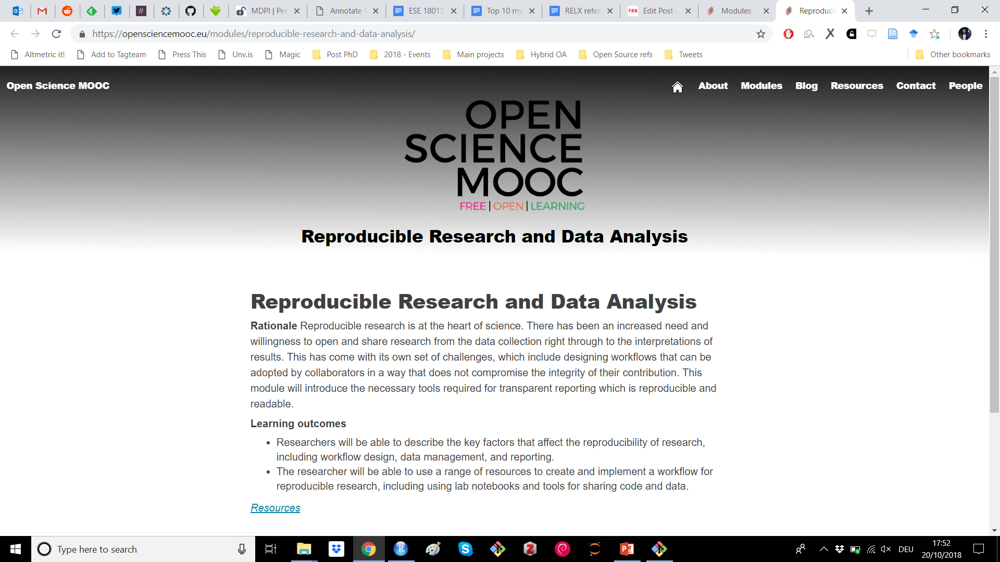 MDPI | Pee
Annotate
ESE 18013
Top 10 my
RELX refer
Edit Post
Modules -
Reproduci
https://opensciencemooc.eu/modules/reproducible-research-and-data-analysis/
Altmetric it!
Add to Tagteam
Press This
Unv.is
Magic
Post PhD
2018 - Events
Main projects
Hybrid OA
Open Source refs
Tweets
Other bookmarks
Open Science MOOC
About
Modules
Blog
Resources
Contact
People
OPEN
SCIENCE
MOOC
FREE | OPEN | LEARNING
Reproducible Research and Data Analysis
Reproducible Research and Data Analysis
Rationale Reproducible research is at the heart of science. There has been an increased need and
willingness to open and share research from the data collection right through to the interpretations of
results. This has come with its own set of challenges, which include designing workflows that can be
adopted by collaborators in a way that does not compromise the integrity of their contribution. This
module will introduce the necessary tools required for transparent reporting which is reproducible and
readable.
Learning outcomes
• Researchers will be able to describe the key factors that affect the reproducibility of research,
including workflow design, data management, and reporting.
• The researcher will be able to use a range of resources to create and implement a workflow for
reproducible research, including using lab notebooks and tools for sharing code and data.
Resources
Type here to search
DEU
17:52
20/10/2018